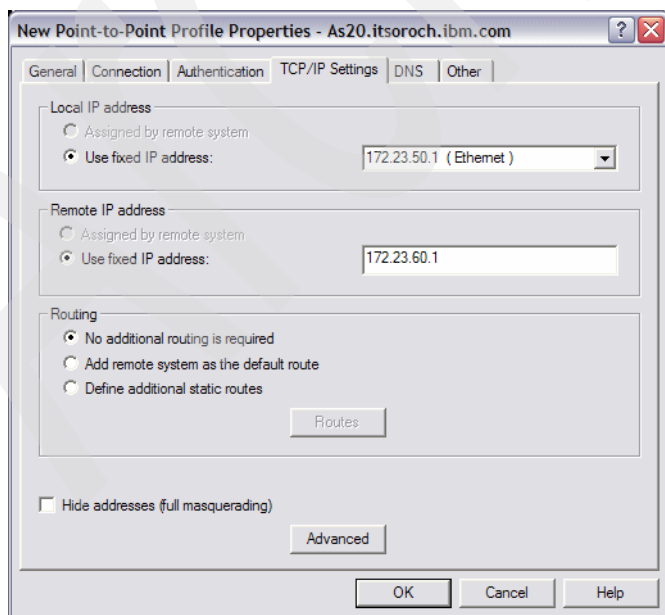 New Point-to-Point Profile Properties - As20.itsoroch.ibm.com
General Connection Authentication TCP/IP Settings DNS Other
Local IP address
Assigned by remote system
Use fixed IP address: 172.23.50.1 ( Ethernet )
Remote IP address
Assigned by remote system
Use fixed IP address: 172.23.60.1
Routing
No additional routing is required
Add remote system as the default route
Define additional static routes
Routes
Hide addresses (full masquerading)
Advanced
OK Cancel Help